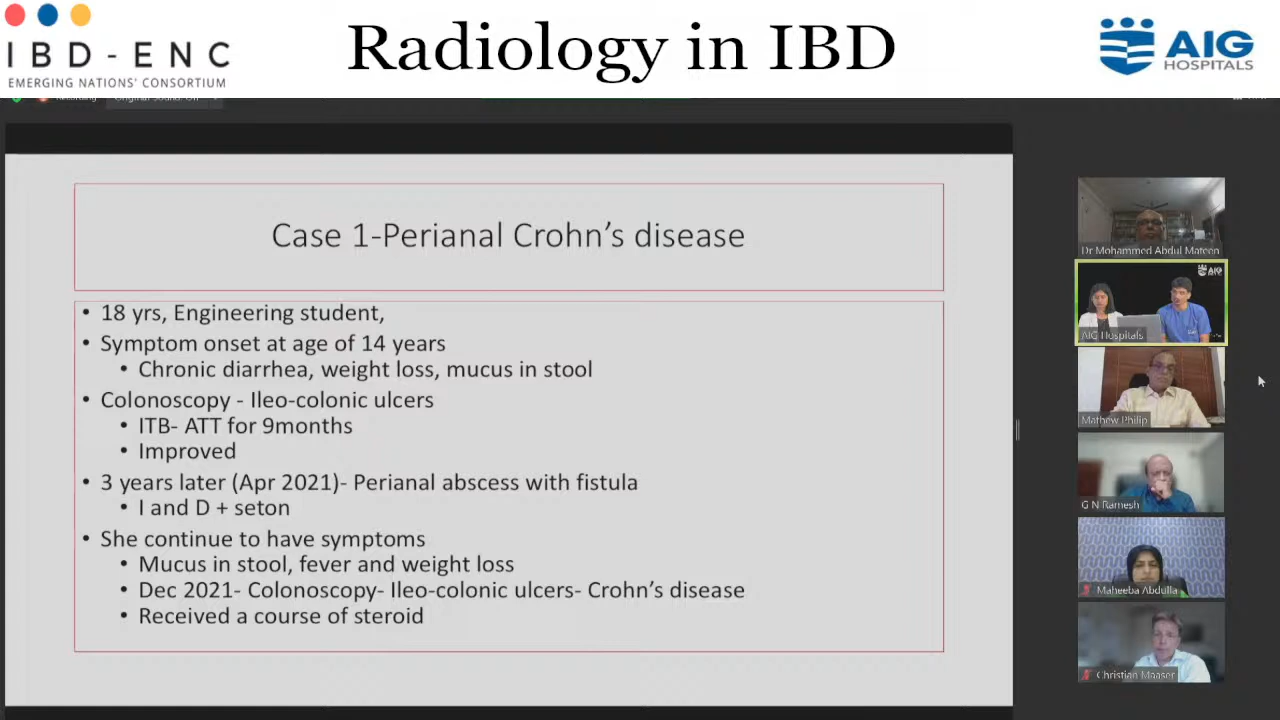 IBD-ENC
EMERGING NATIONS' CONSORTIUM
Radiology in IBD
AIG
HOSPITALS
Case 1-Perianal Crohn's disease
• 18 yrs, Engineering student,
• Symptom onset at age of 14 years
• Chronic diarrhea, weight loss, mucus in stool
• Colonoscopy - Ileo-colonic ulcers
• ITB- ATT for 9months
• Improved
• 3 years later (Apr 2021)- Perianal abscess with fistula
• I and D + seton
• She continue to have symptoms
• Mucus in stool, fever and weight loss
• Dec 2021- Colonoscopy- Ileo-colonic ulcers- Crohn's disease
• Received a course of steroid
Dr Mohammed Abdul Mateen
AIG
AIG Hospitals
Mathew Philip
G N Ramesh
Maheeba Abdulla
Christian Maaser